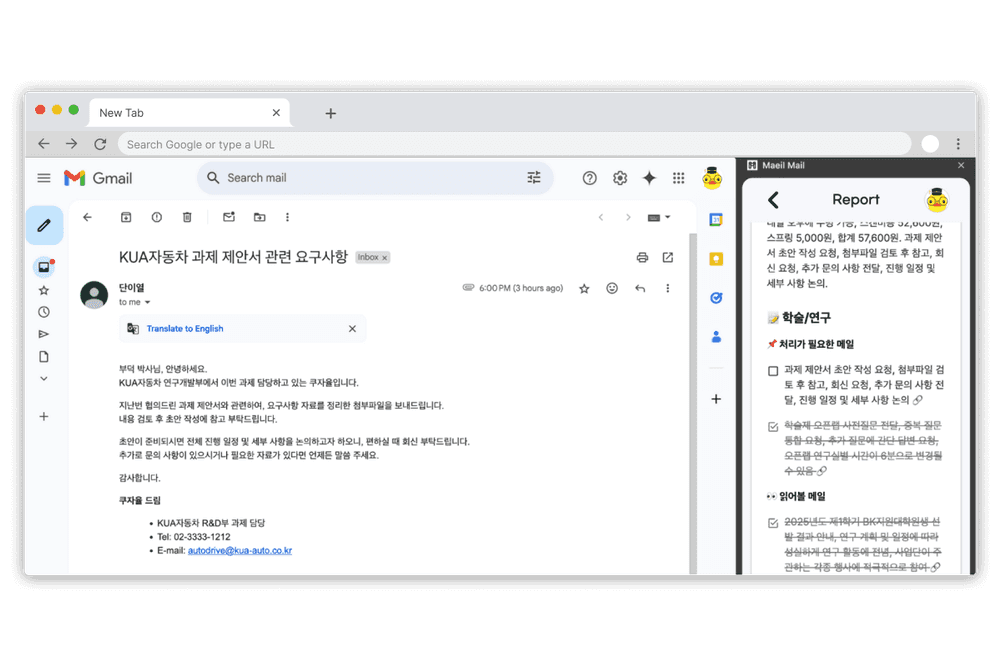 New Tab
Search Google or type a URL
Gmail
Search mail
KUA자동차 과제 제안서 관련 요구사항
Inbox ×
단이열
6:00 PM (3 hours ago)
to me
Translate to English
부덕 박사님, 안녕하세요.
KUA자동차 연구개발부에서 이번 과제 담당하고 있는 쿠자율입니다.
지난번 협의드린 과제 제안서와 관련하여, 요구사항 자료를 정리한 첨부파일을 보내드립니다.
내용 검토 후 초안 작성에 참고 부탁드립니다.
초안이 준비되시면 전체 진행 일정 및 세부 사항을 논의하고자 하오니, 편하실 때 회신 부탁드립니다.
추가로 문의 사항이 있으시거나 필요한 자료가 있다면 언제든 말씀 주세요.
감사합니다.
쿠자율 드림
KUA자동차 R&D부 과제 담당
Tel: 02-3333-1212
E-mail: autodrive@kua-auto.co.kr
Maeil Mail
Report
스프링 5,000원, 합계 57,600원. 과제 제안
서 초안 작성 요청, 첨부파일 검토 후 참고, 회
신 요청, 추가 문의 사항 전달, 진행 일정 및
세부 사항 논의.
학술/연구
처리가 필요한 메일
과제 제안서 초안 작성 요청, 첨부파일 검
토 후 참고, 회신 요청, 추가 문의 사항 전
달, 진행 일정 및 세부 사항 논의
학술제 오픈랩 사전질문 전달, 중복 질문
통합 요청, 추가 질문에 간단 답변 요청,
오픈랩 연구실별 시간이 6분으로 변경될
수 있음
읽어볼 메일
2025년도 제1학기 BK지원대학원생 선
발 결과 안내, 연구 계획 및 일정에 따라
성실하게 연구 활동에 전념, 사업단이 주
관하는 각종 행사에 적극적으로 참여